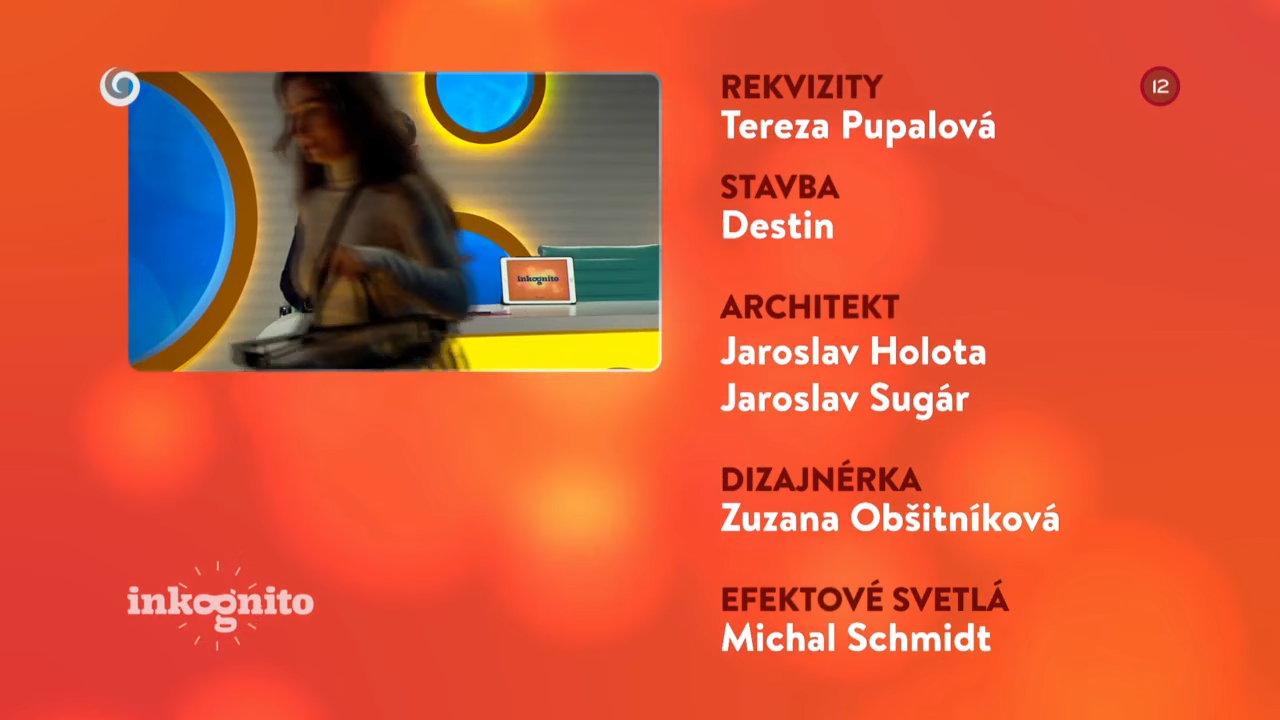 REKVIZITY
Tereza Pupalová
STAVBA
Destin
ARCHITEKT
Jaroslav Holota
Jaroslav Sugár
DIZAJNÉRKA
Zuzana Obšitníková
EFEKTOVÉ SVETLÁ
Michal Schmidt
12
inkognito
inkognito